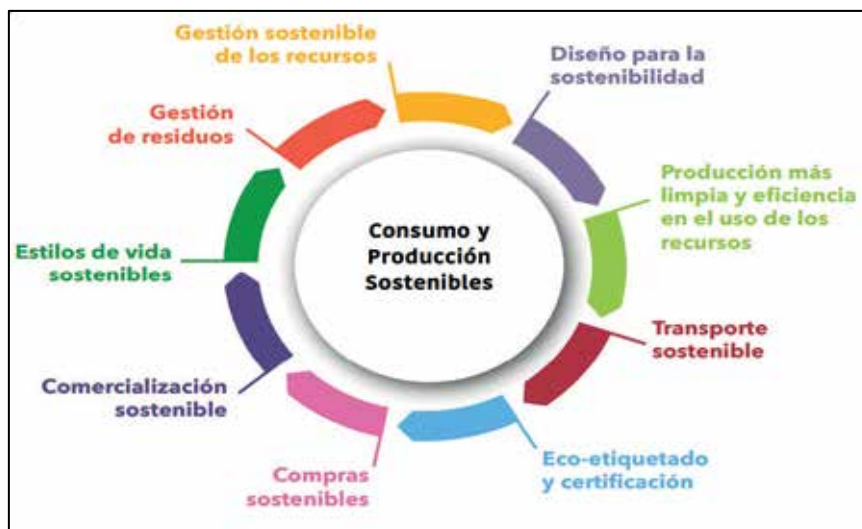 Gestión sostenible
de los recursos
Diseño para la
sostenibilidad
Gestión
de residuos
Producción más
limpia y eficiencia
en el uso de los
recursos
Consumo y
Producción
Sostenibles
Estilos de vida
sostenibles
Transporte
sostenible
Comercialización
sostenible
Eco-etiquetado
y certificación
Compras
sostenibles